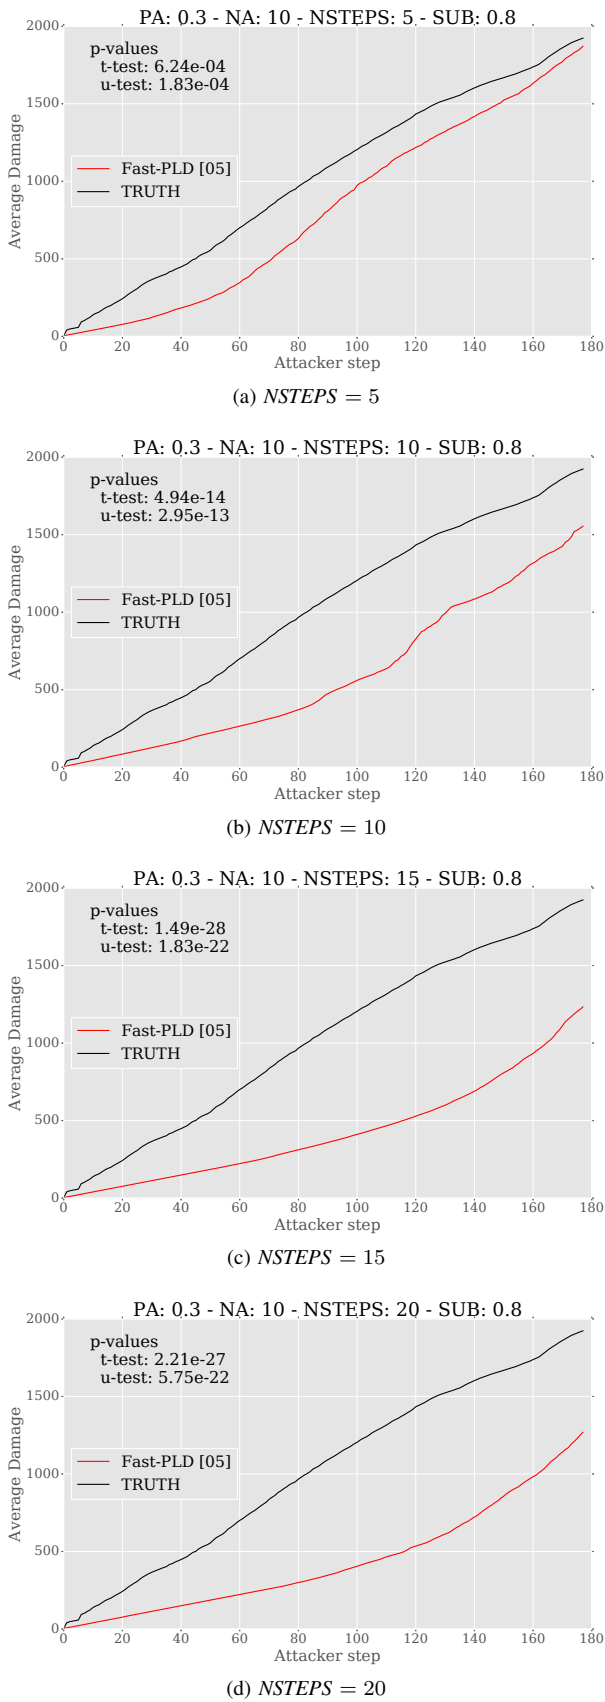 PA: 0.3 - NA: 10 - NSTEPS: 5 - SUB: 0.8
p-values
t-test: 6.24e-04
u-test: 1.83e-04
Fast-PLD [05]
TRUTH
Average Damage
2000
1500
1000
500
0
0 20 40 60 80 100 120 140 160 180
Attacker step
(a) NSTEPS = 5
PA: 0.3 - NA: 10 - NSTEPS: 10 - SUB: 0.8
p-values
t-test: 4.94e-14
u-test: 2.95e-13
Fast-PLD [05]
TRUTH
Average Damage
2000
1500
1000
500
0
0 20 40 60 80 100 120 140 160 180
Attacker step
(b) NSTEPS = 10
PA: 0.3 - NA: 10 - NSTEPS: 15 - SUB: 0.8
p-values
t-test: 1.49e-28
u-test: 1.83e-22
Fast-PLD [05]
TRUTH
Average Damage
2000
1500
1000
500
0
0 20 40 60 80 100 120 140 160 180
Attacker step
(c) NSTEPS = 15
PA: 0.3 - NA: 10 - NSTEPS: 20 - SUB: 0.8
p-values
t-test: 2.21e-27
u-test: 5.75e-22
Fast-PLD [05]
TRUTH
Average Damage
2000
1500
1000
500
0
0 20 40 60 80 100 120 140 160 180
Attacker step
(d) NSTEPS = 20